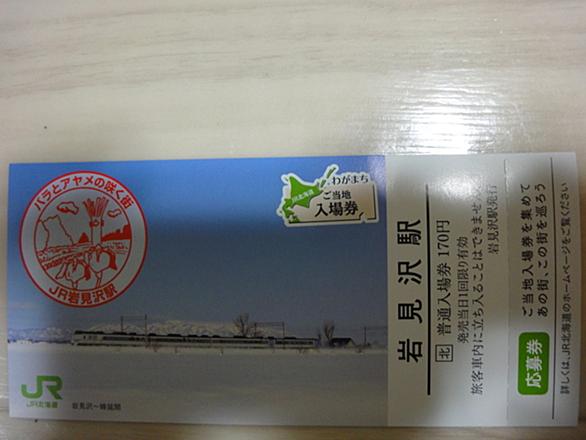 バラとアヤメの咲く街
JR岩見沢駅
わがまち
ご当地
入場券
JR北海道
JR
JR北海道
岩見沢〜峰延間
岩見沢駅
北 普通入場券 170円
発売当日1回限り有効
旅客車内に立ち入ることはできません。
岩見沢駅発行
応募券
ご当地入場券を集めて
あの街、この街を巡ろう
詳しくは、JR北海道のホームページをご覧ください